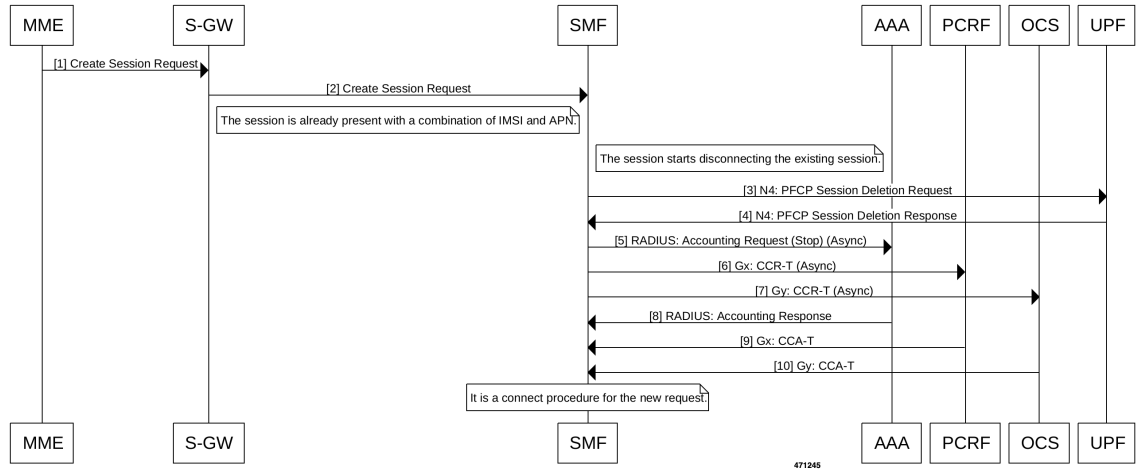 MME S-GW SMF AAA PCRF OCS UPF
[1] Create Session Request
[2] Create Session Request
The session is already present with a combination of IMSI and APN.
The session starts disconnecting the existing session.
[3] N4: PFCP Session Deletion Request
[4] N4: PFCP Session Deletion Response
[5] RADIUS: Accounting Request (Stop) (Async)
[6] Gx: CCR-T (Async)
[7] Gy: CCR-T (Async)
[8] RADIUS: Accounting Response
[9] Gx: CCA-T
[10] Gy: CCA-T
It is a connect procedure for the new request.
MME S-GW SMF AAA PCRF OCS UPF
471245